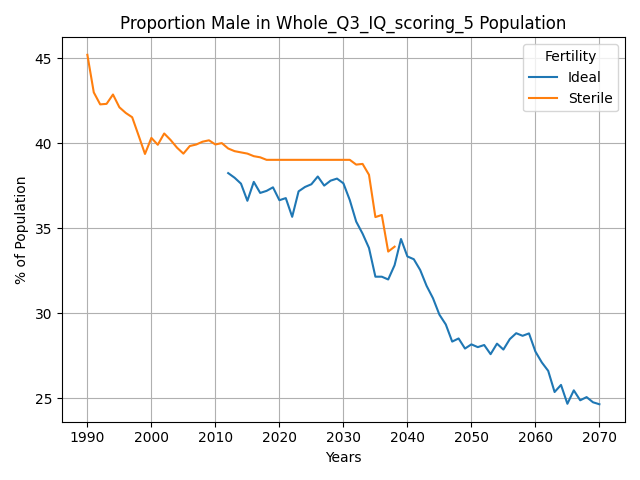 Proportion Male in Whole_Q3_IQ_scoring_5 Population
Fertility
Ideal
Sterile
% of Population
45
40
35
30
25
1990
2000
2010
2020
2030
2040
2050
2060
2070
Years